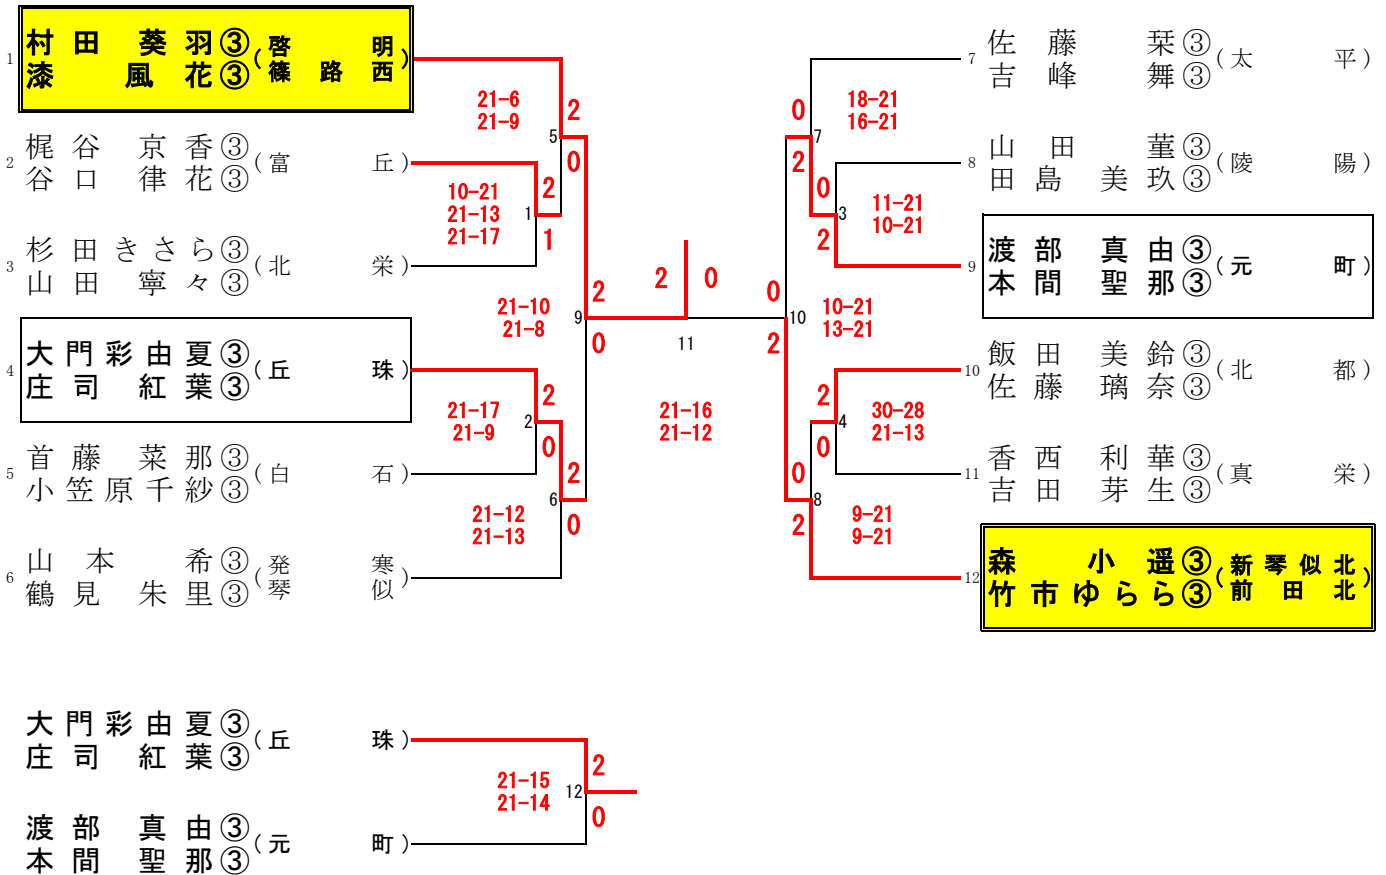 1 村田 葵羽③(啓明)
漆 風花③(篠路西)
2 梶谷 京香③(富丘)
谷口 律花③
3 杉田きさら③(北栄)
山田 寧々③
4 大門彩由夏③(丘珠)
庄司 紅葉③
5 首藤 菜那③(白石)
小笠原千紗③
6 山本 希③(発寒琴似)
鶴見 朱里③
21-6
21-9
2
5
0
10-21
21-13
21-17
2
1
1
21-10
21-8
2
9
0
21-17
21-9
2
2
0
2
6
0
21-12
21-13
2 0
11
21-16
21-12
7 佐藤 栞③(太平)
吉峰 舞③
8 山田 菫③(陵陽)
田島 美玖③
9 渡部 真由③(元町)
本間 聖那③
10 飯田 美鈴③(北都)
佐藤 璃奈③
11 香西 利華③(真栄)
吉田 芽生③
12 森 小遥③(新琴似北)
竹市ゆらら③(前田北)
0
7
2
18-21
16-21
0
3
2
11-21
10-21
0
10
2
10-21
13-21
2
4
0
30-28
21-13
0
8
2
9-21
9-21
大門彩由夏③(丘珠)
庄司 紅葉③
21-15
21-14
2
12
0
渡部 真由③(元町)
本間 聖那③